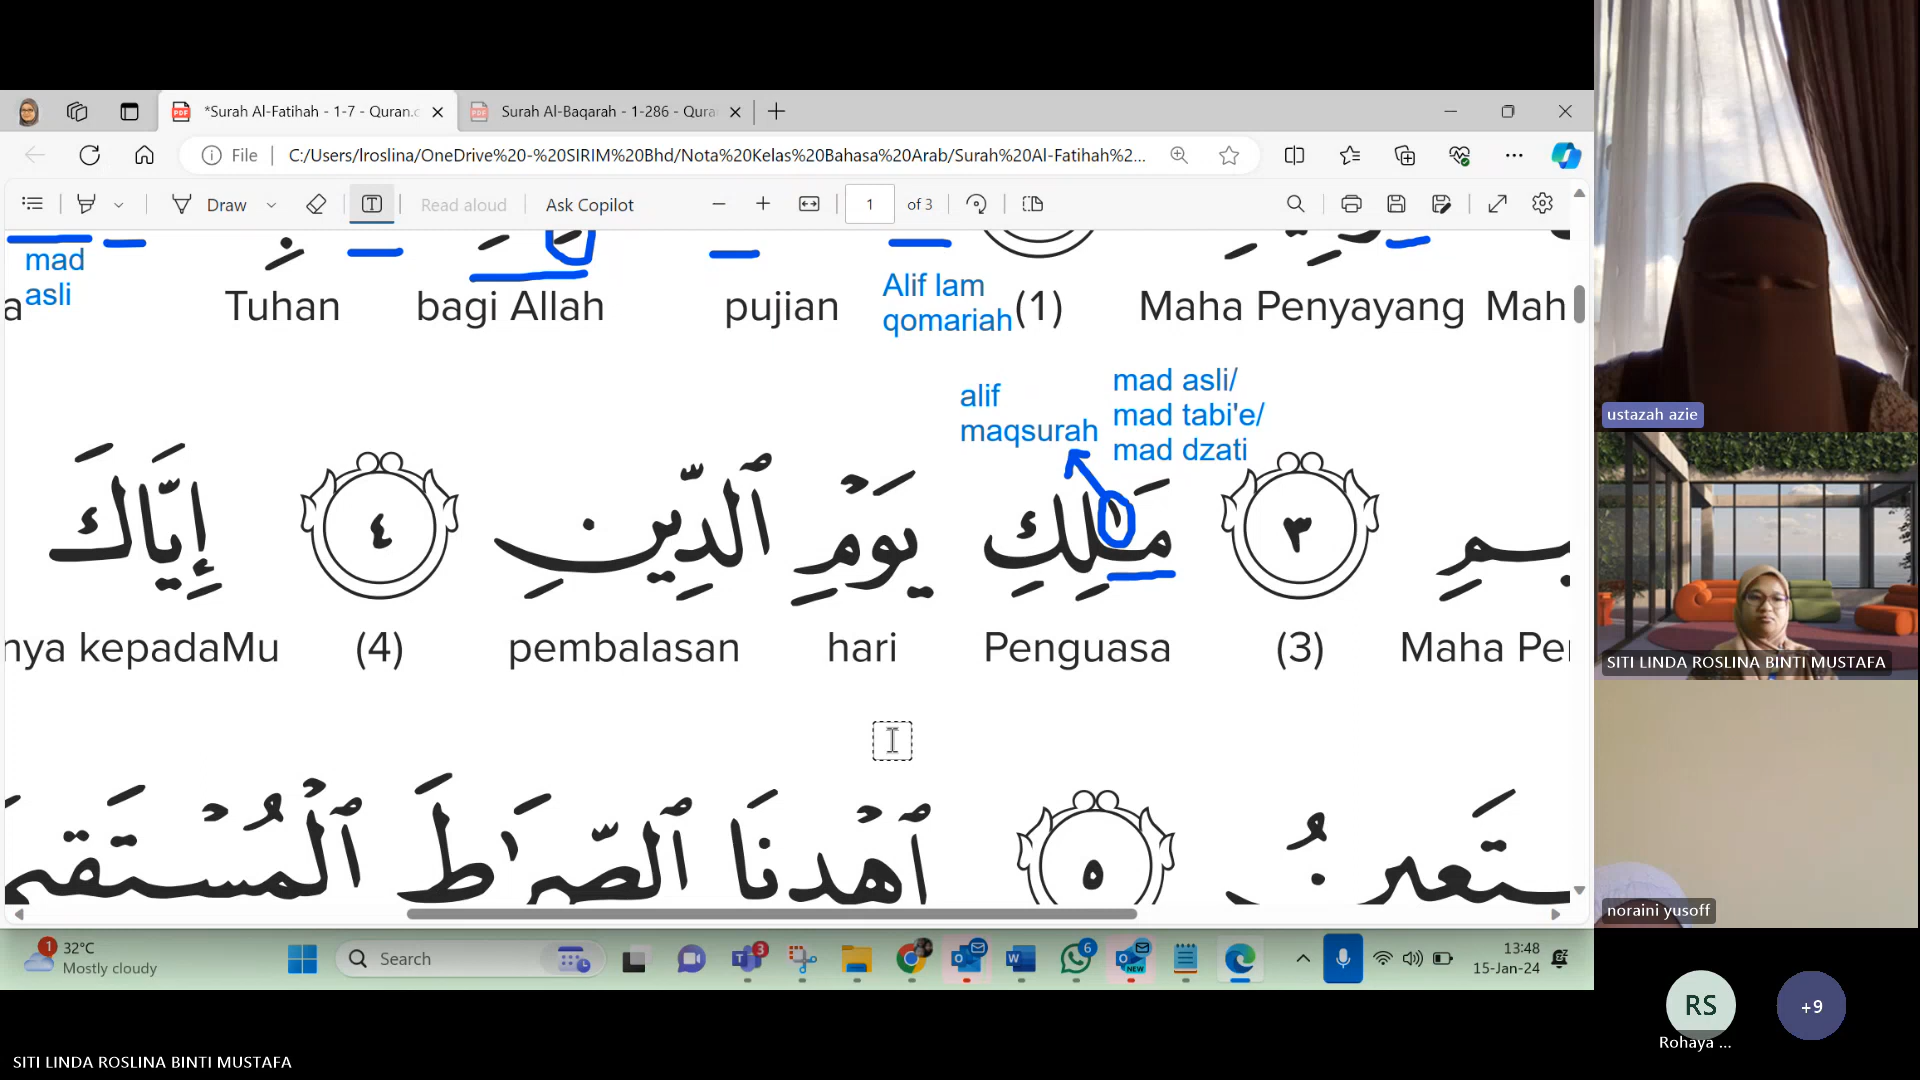 *Surah Al-Fatihah - 1-7 - Quran.c
Surah Al-Baqarah - 1-286 - Qura
File
C:/Users/lroslina/OneDrive%20-%20SIRIM%20Bhd/Nota%20Kelas%20Bahasa%20Arab/Surah%20Al-Fatihah%2...
Draw
Read aloud
Ask Copilot
1 of 3
mad
asli
Alif lam
qomariah
a Tuhan bagi Allah pujian (1) Maha Penyayang Mah
alif
maqsurah
mad asli/
mad tabi'e/
mad dzati
٣ مَـٰلِكِ يَوۡمِ ٱلدِّينِ ٤ إِيَّاكَ
nya kepadaMu (4) pembalasan hari Penguasa (3) Maha Pe
٥ ٱهۡدِنَا ٱلصِّرَٰطَ
ustazah azie
SITI LINDA ROSLINA BINTI MUSTAFA
noraini yusoff
1
32°C
Mostly cloudy
Search
3
6
NEW
13:48
15-Jan-24
RS
Rohaya ...
+9
SITI LINDA ROSLINA BINTI MUSTAFA